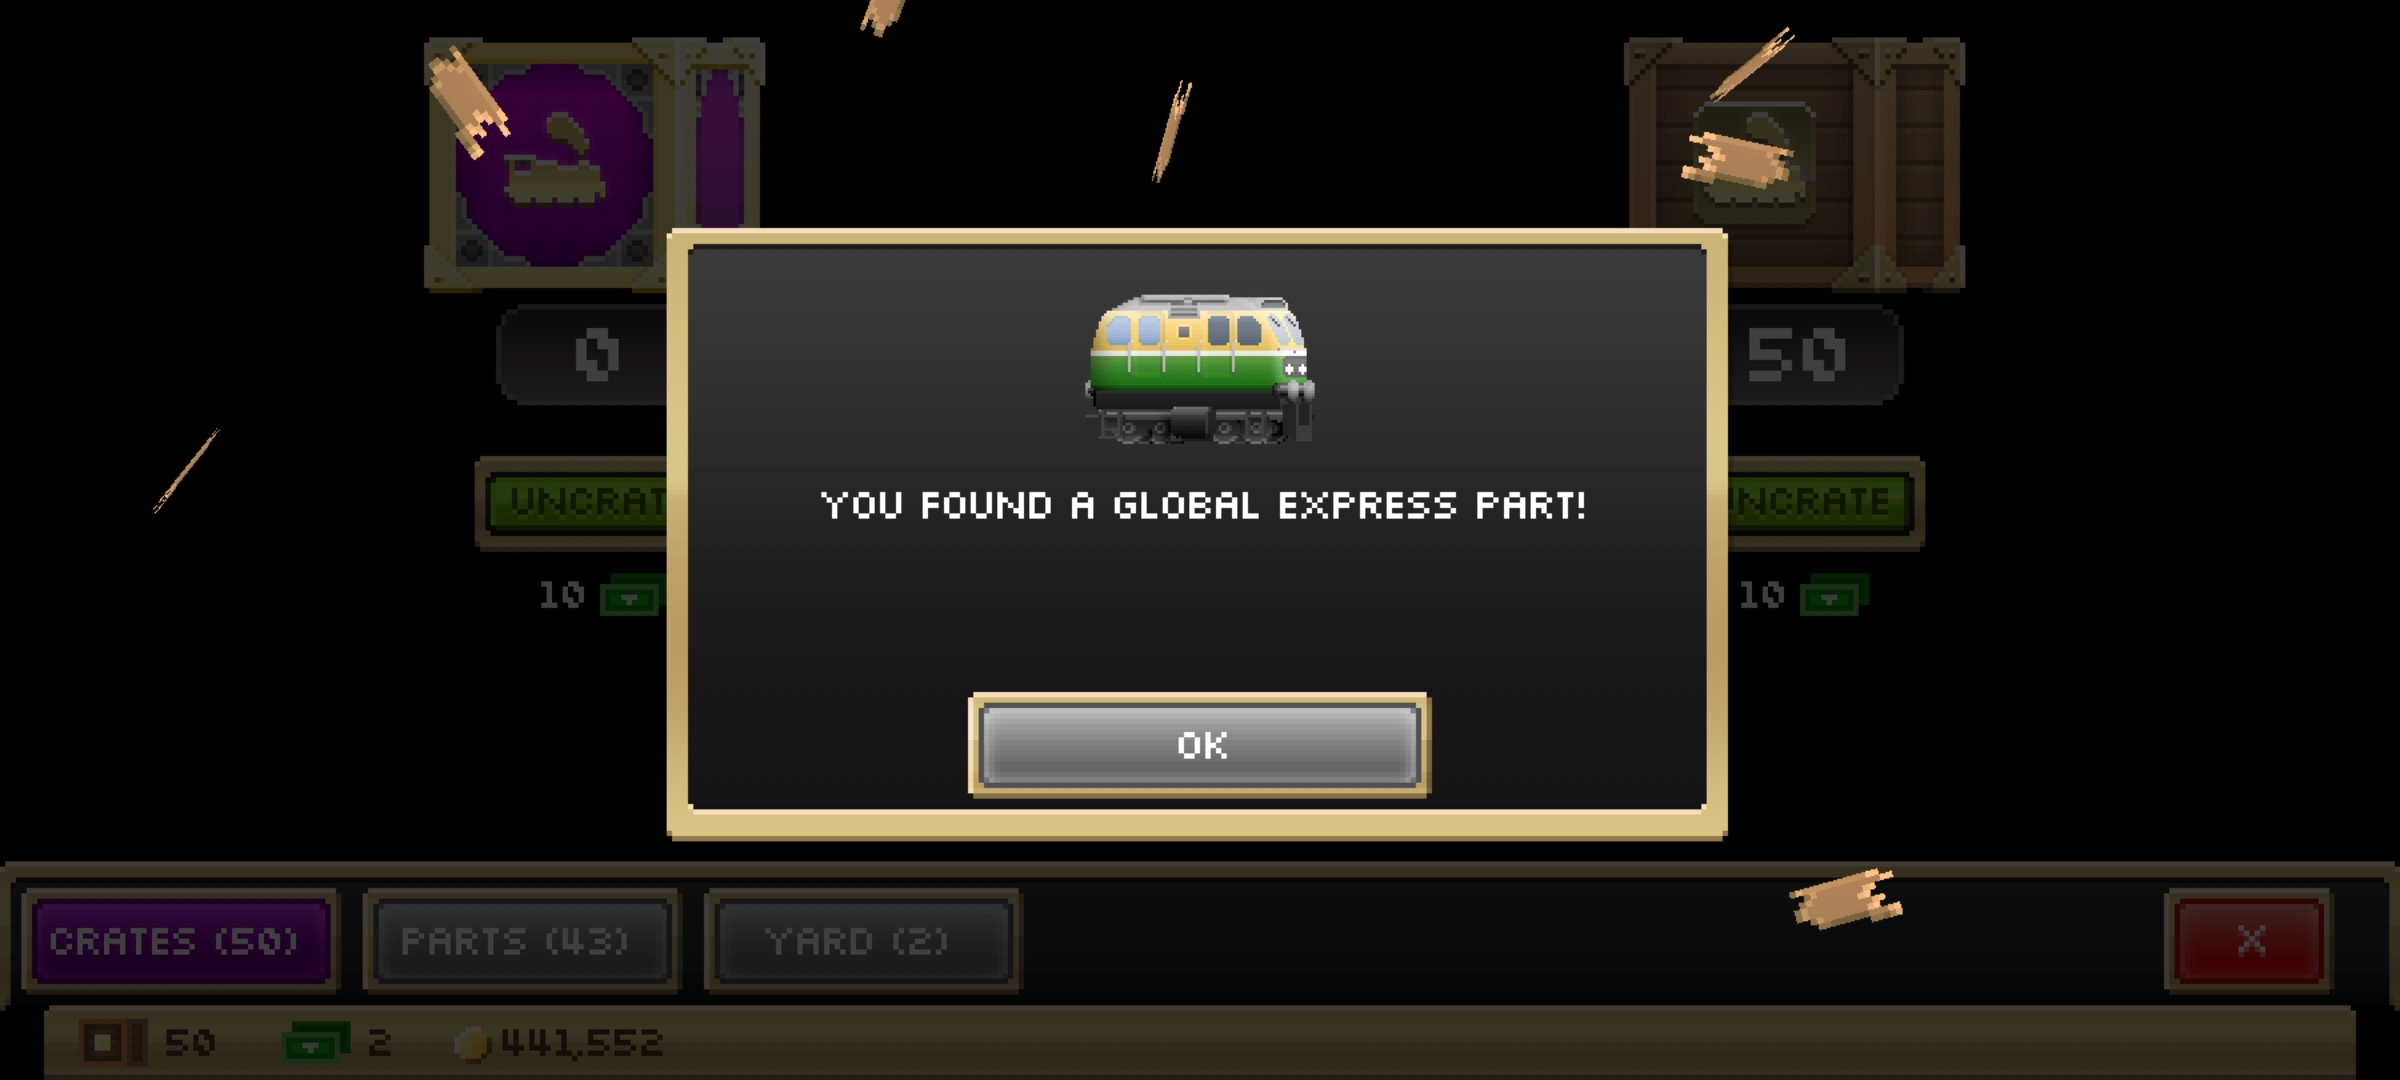 0
50
YOU FOUND A GLOBAL EXPRESS PART!
UNCRAT
NCRATE
10
10
OK
CRATES (50)
PARTS (43)
YARD (2)
X
50
2
441,552